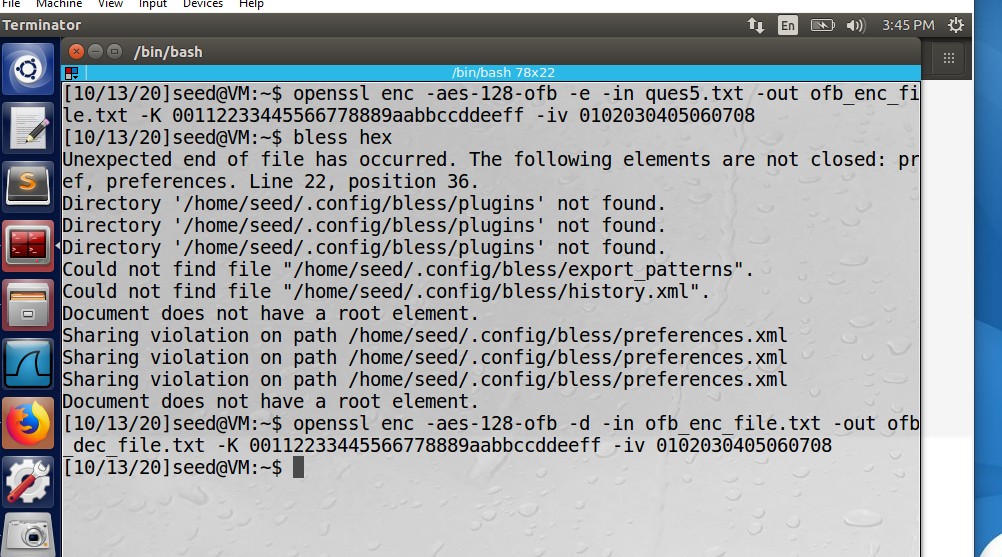 File Machine View Input Devices Help
Terminator
En
3:45 PM
/bin/bash
/bin/bash 78x22
[10/13/20]seed@VM:~$ openssl enc -aes-128-ofb -e -in ques5.txt -out ofb_enc_fi
le.txt -K 00112233445566778889aabbccddeeff -iv 0102030405060708
[10/13/20]seed@VM:~$ bless hex
Unexpected end of file has occurred. The following elements are not closed: pr
ef, preferences. Line 22, position 36.
Directory '/home/seed/.config/bless/plugins' not found.
Directory '/home/seed/.config/bless/plugins' not found.
Directory '/home/seed/.config/bless/plugins' not found.
Could not find file "/home/seed/.config/bless/export_patterns".
Could not find file "/home/seed/.config/bless/history.xml".
Document does not have a root element.
Sharing violation on path /home/seed/.config/bless/preferences.xml
Sharing violation on path /home/seed/.config/bless/preferences.xml
Sharing violation on path /home/seed/.config/bless/preferences.xml
Document does not have a root element.
[10/13/20]seed@VM:~$ openssl enc -aes-128-ofb -d -in ofb_enc_file.txt -out ofb
_dec_file.txt -K 00112233445566778889aabbccddeeff -iv 0102030405060708
[10/13/20]seed@VM:~$